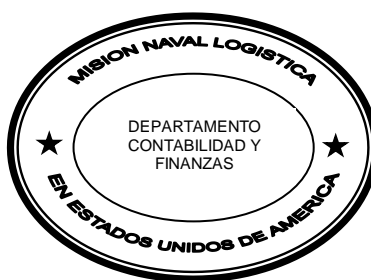 MISION NAVAL LOGISTICA
DEPARTAMENTO
CONTABILIDAD Y
FINANZAS
EN ESTADOS UNIDOS DE AMERICA